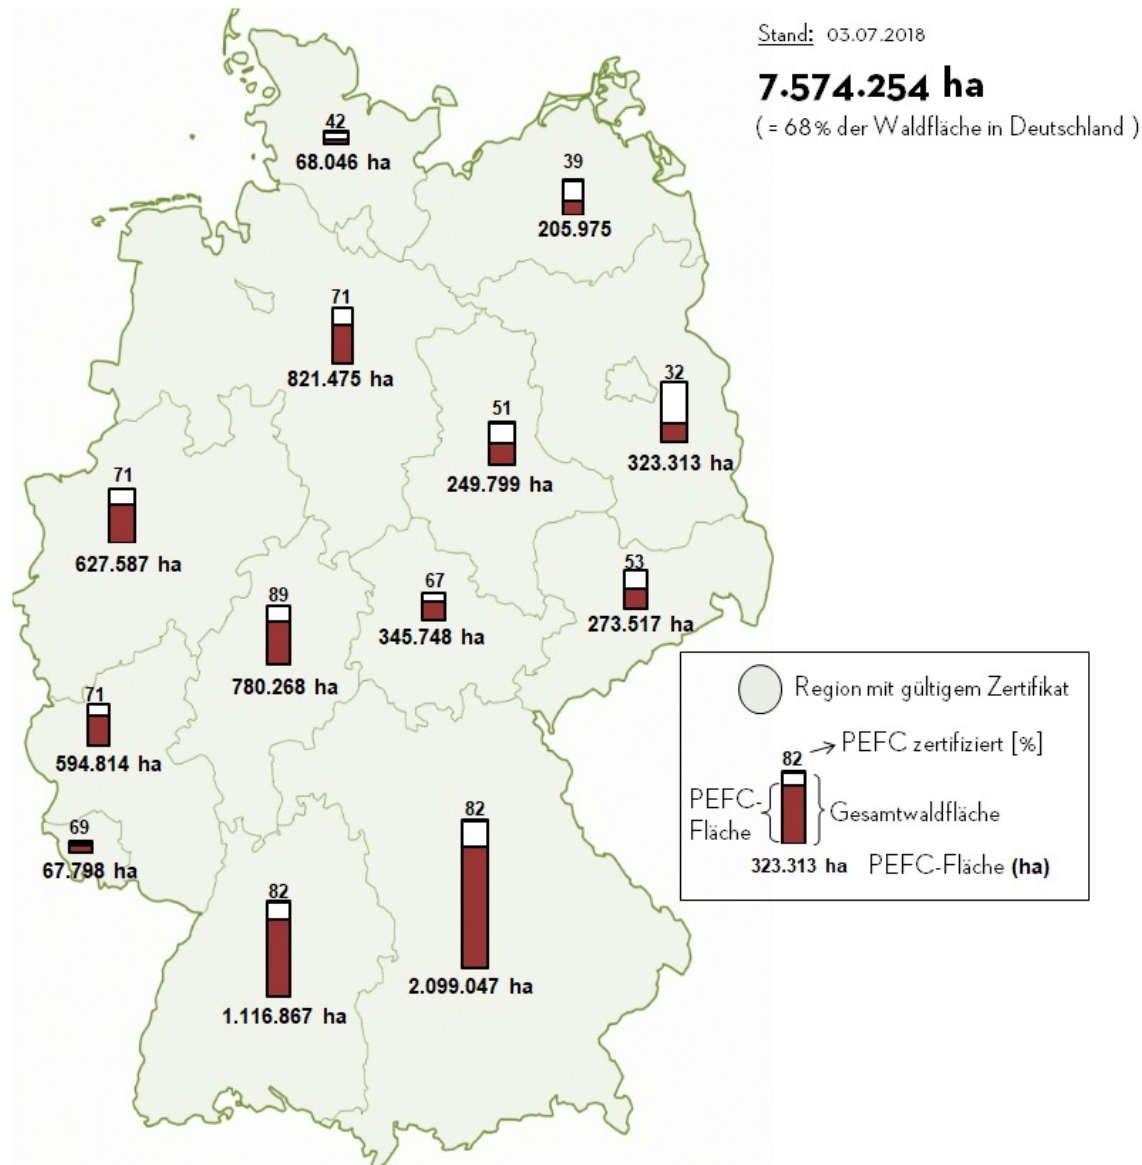 Stand: 03.07.2018
7.574.254 ha
( = 68% der Waldfläche in Deutschland )
42
68.046 ha
39
205.975
71
821.475 ha
32
323.313 ha
51
249.799 ha
71
627.587 ha
53
273.517 ha
67
345.748 ha
89
780.268 ha
71
594.814 ha
69
67.798 ha
82
2.099.047 ha
82
1.116.867 ha
Region mit gültigem Zertifikat
PEFC zertifiziert [%]
82
PEFC-
Fläche
Gesamtwaldfläche
323.313 ha PEFC-Fläche (ha)